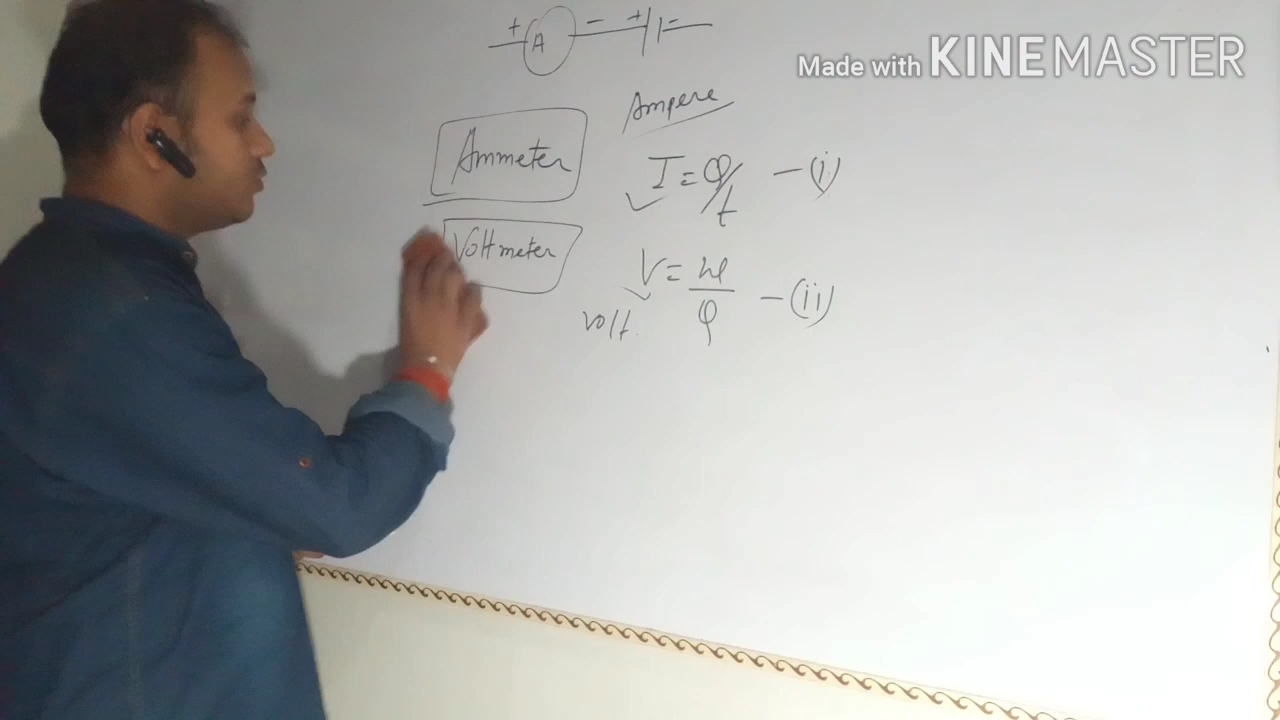 + A − + −
Made with KINEMASTER
Ampere
Ammeter
I = Q/t — (i)
Voltmeter
V = W/Q — (ii)
Volt.